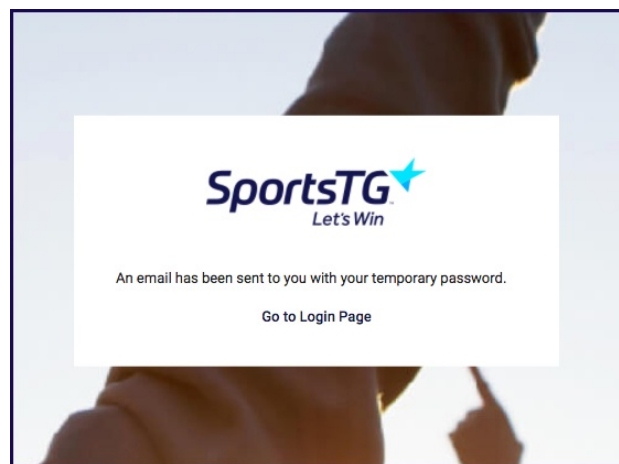 SportsTG
Let's Win
An email has been sent to you with your temporary password.
Go to Login Page